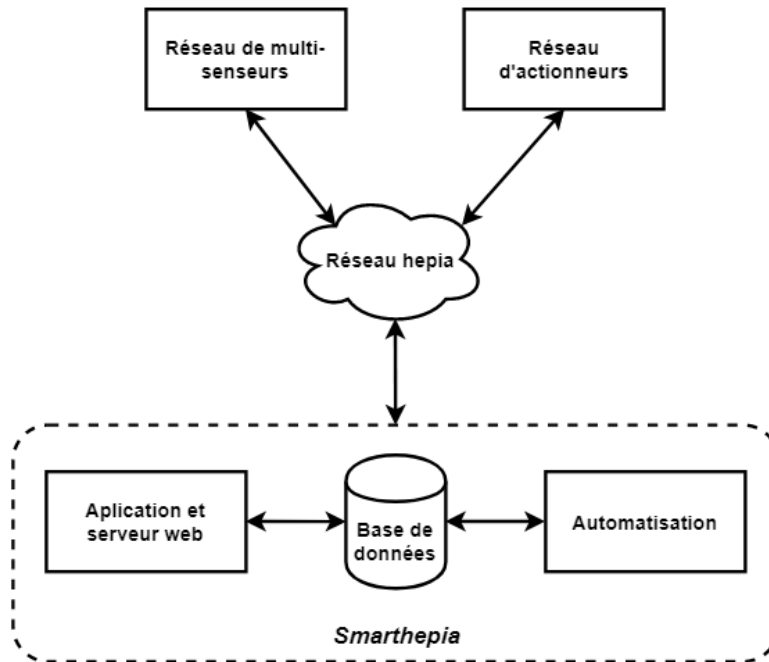 Réseau de multi-
senseurs
Réseau
d'actionneurs
Réseau hepia
Aplication et
serveur web
Base de
données
Automatisation
Smarthepia